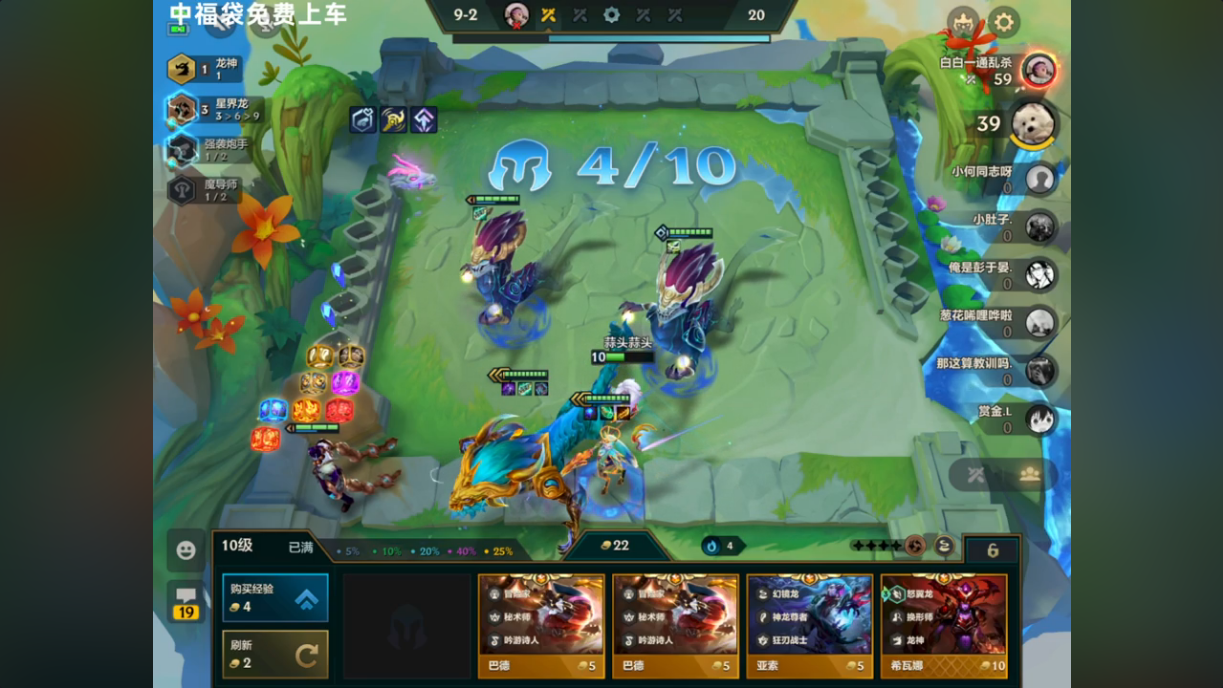 中福袋免费上车
9-2
20
1 龙神
1
3 星界龙
3 > 6 > 9
强袭炮手
1 / 2
魔导师
1 / 2
4/10
白白一通乱杀
59
39
小何同志呀
0
小肚子.
0
俺是彭于晏.
0
葱花唏哩哗啦
0
那这算教训吗.
0
赏金.L
0
蒜头蒜头
10
10级
已满
5%
10%
20%
40%
25%
22
4
6
19
购买经验
4
刷新
2
冒险家
秘术师
吟游诗人
巴德
5
冒险家
秘术师
吟游诗人
巴德
5
幻镜龙
神龙尊者
狂刃战士
亚索
5
怒翼龙
换形师
龙神
希瓦娜
10